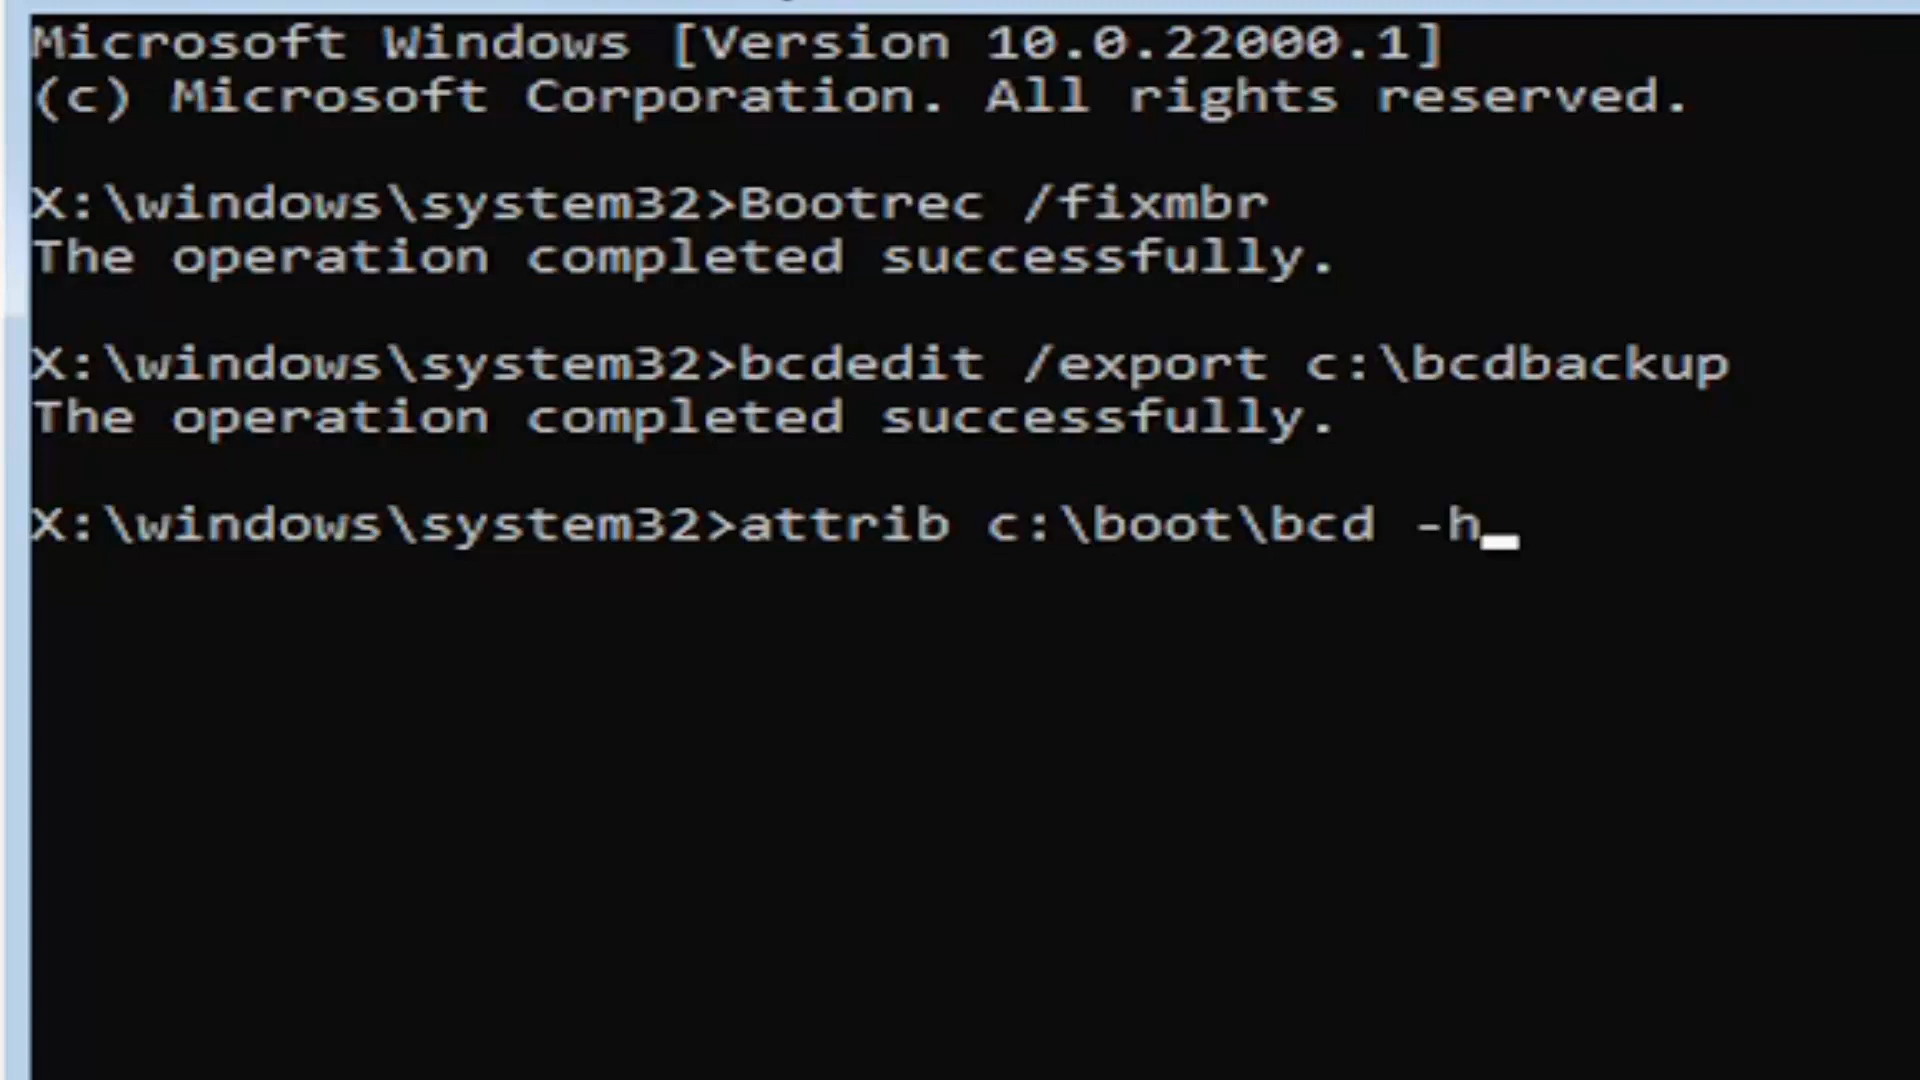 Microsoft Windows [Version 10.0.22000.1]
(c) Microsoft Corporation. All rights reserved.
X:\windows\system32>Bootrec /fixmbr
The operation completed successfully.
X:\windows\system32>bcdedit /export c:\bcdbackup
The operation completed successfully.
X:\windows\system32>attrib c:\boot\bcd -h